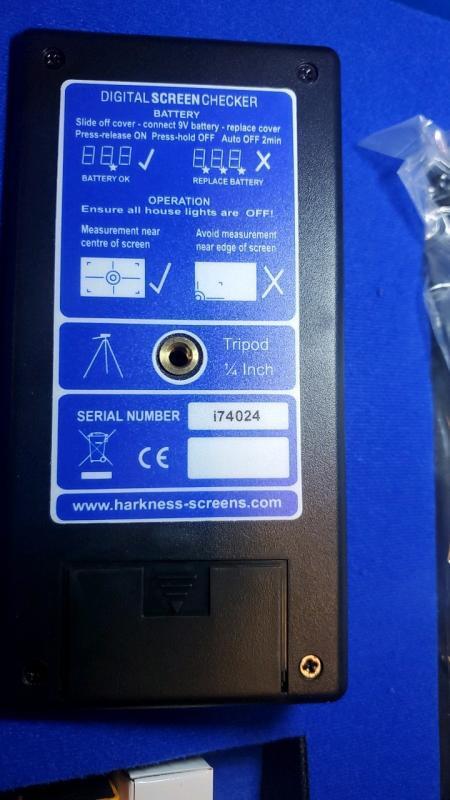 DIGITAL SCREEN CHECKER
BATTERY
Slide off cover - connect 9V battery - replace cover
Press-release ON Press-hold OFF Auto OFF 2min
BATTERY OK REPLACE BATTERY
OPERATION
Ensure all house lights are OFF!
Measurement near
centre of screen
Avoid measurement
near edge of screen
Tripod
¼ Inch
SERIAL NUMBER i74024
CE
www.harkness-screens.com